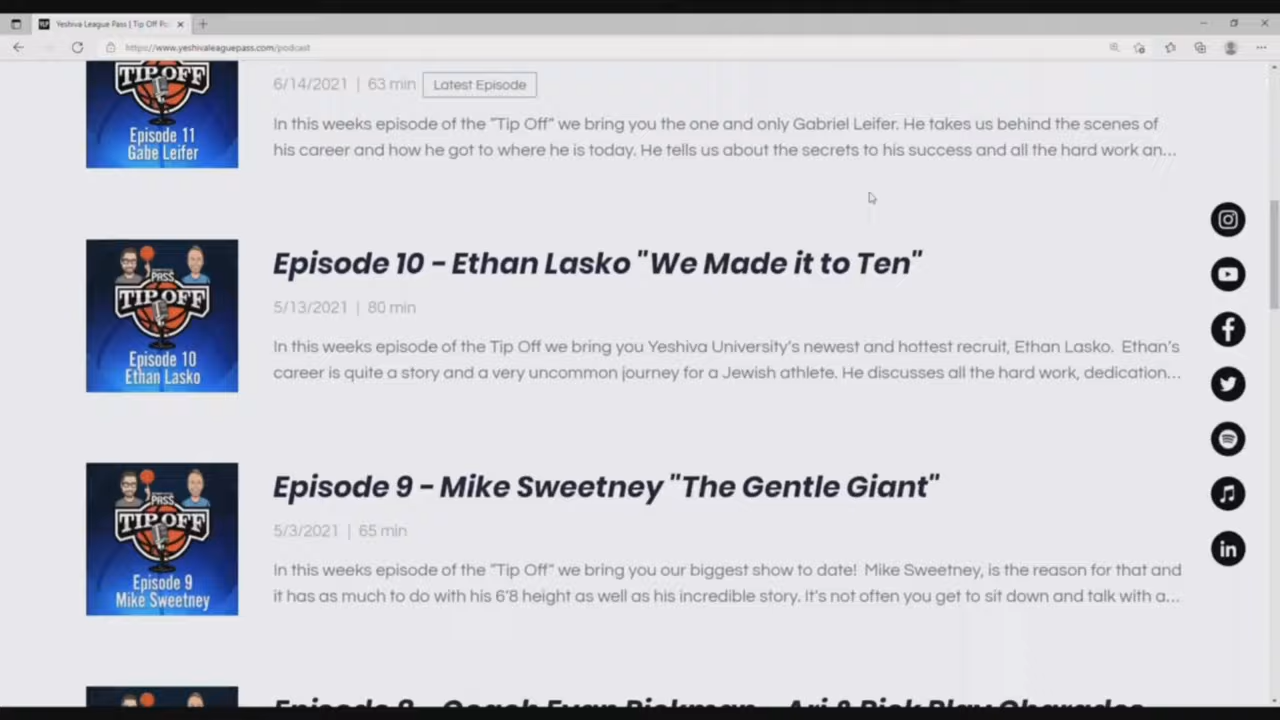 Yeshiva League Pass | Tip Off Po
https://www.yeshivaleaguepass.com/podcast
TIP OFF
Episode 11
Gabe Leifer
6/14/2021 | 63 min Latest Episode
In this weeks episode of the "Tip Off" we bring you the one and only Gabriel Leifer. He takes us behind the scenes of
his career and how he got to where he is today. He tells us about the secrets to his success and all the hard work an...
PASS
TIP OFF
Episode 10
Ethan Lasko
Episode 10 - Ethan Lasko "We Made it to Ten"
5/13/2021 | 80 min
In this weeks episode of the Tip Off we bring you Yeshiva University's newest and hottest recruit, Ethan Lasko. Ethan's
career is quite a story and a very uncommon journey for a Jewish athlete. He discusses all the hard work, dedication...
PASS
TIP OFF
Episode 9
Mike Sweetney
Episode 9 - Mike Sweetney "The Gentle Giant"
5/3/2021 | 65 min
In this weeks episode of the "Tip Off" we bring you our biggest show to date! Mike Sweetney, is the reason for that and
it has as much to do with his 6'8 height as well as his incredible story. It's not often you get to sit down and talk with a...
Episode 8 - Coach Evan Rickman - Ari & Rick Play Charades
in